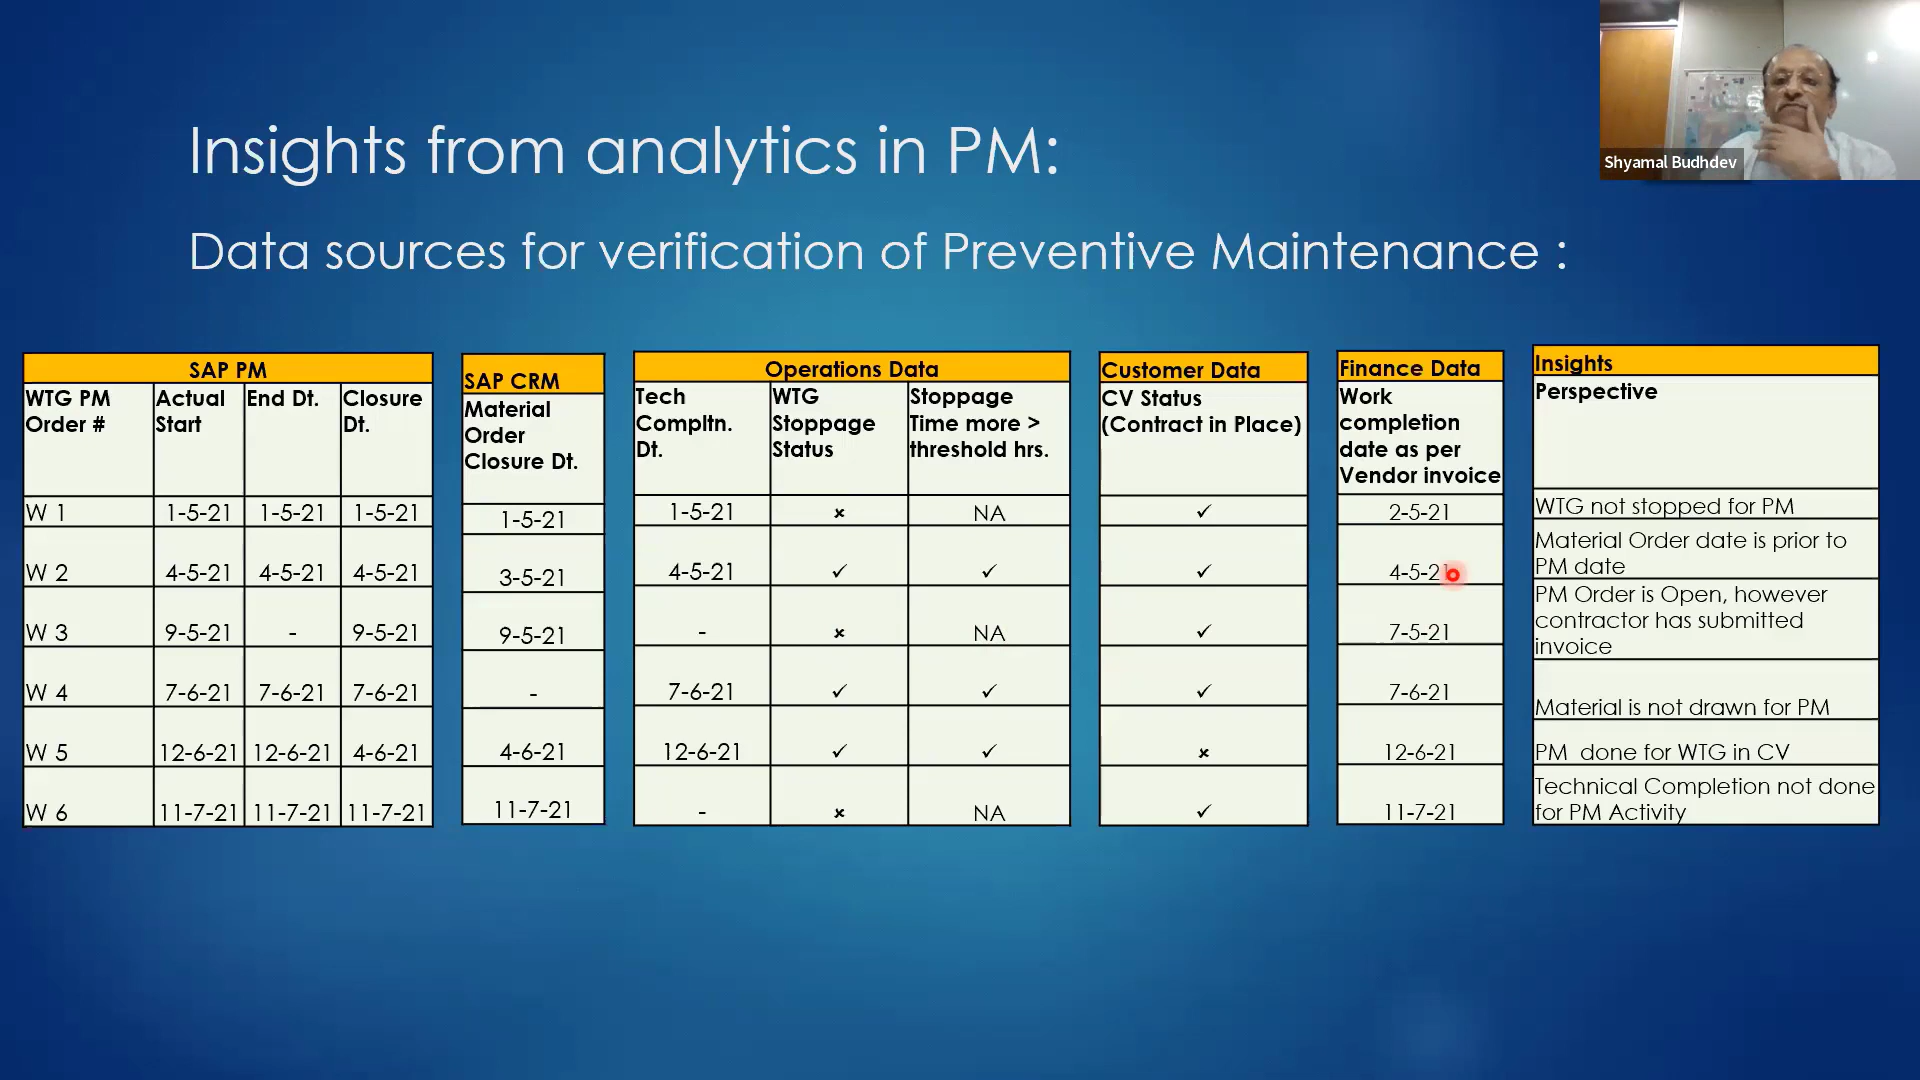 Shyamal Budhdev
Insights from analytics in PM:
Data sources for verification of Preventive Maintenance :
SAP PM
WTG PM Order #
Actual Start
End Dt.
Closure Dt.
W 1 1-5-21 1-5-21 1-5-21
W 2 4-5-21 4-5-21 4-5-21
W 3 9-5-21 - 9-5-21
W 4 7-6-21 7-6-21 7-6-21
W 5 12-6-21 12-6-21 4-6-21
W 6 11-7-21 11-7-21 11-7-21
SAP CRM
Material
Order
Closure Dt.
1-5-21
3-5-21
9-5-21
-
4-6-21
11-7-21
Operations Data
Tech Compltn. Dt.
WTG Stoppage Status
Stoppage Time more > threshold hrs.
1-5-21 × NA
4-5-21 ✓ ✓
- × NA
7-6-21 ✓ ✓
12-6-21 ✓ ✓
- × NA
Customer Data
CV Status
(Contract in Place)
✓
✓
✓
✓
×
✓
Finance Data
Work
completion
date as per
Vendor invoice
2-5-21
4-5-21
7-5-21
7-6-21
12-6-21
11-7-21
Insights
Perspective
WTG not stopped for PM
Material Order date is prior to
PM date
PM Order is Open, however
contractor has submitted
invoice
Material is not drawn for PM
PM done for WTG in CV
Technical Completion not done
for PM Activity